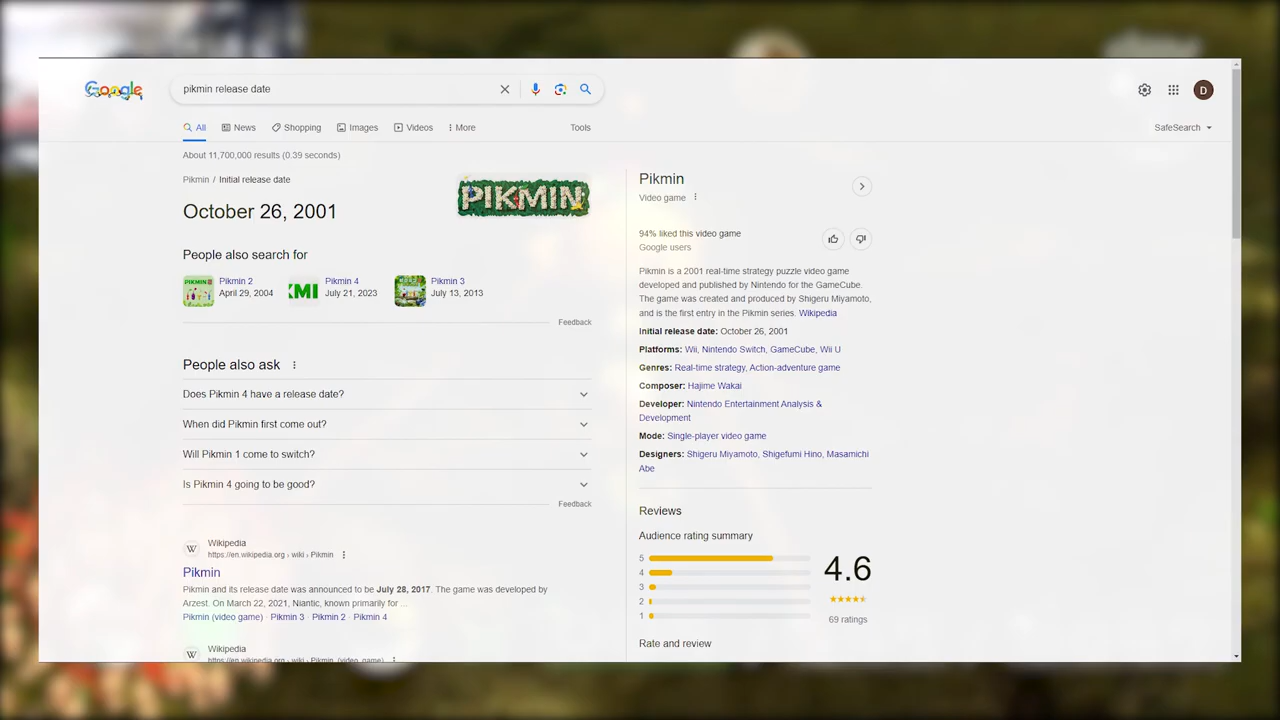 Google
pikmin release date
D
All
News
Shopping
Images
Videos
More
Tools
SafeSearch
About 11,700,000 results (0.39 seconds)
Pikmin / Initial release date
October 26, 2001
PIKMIN
People also search for
Pikmin 2
April 29, 2004
Pikmin 4
July 21, 2023
Pikmin 3
July 13, 2013
Feedback
People also ask
Does Pikmin 4 have a release date?
When did Pikmin first come out?
Will Pikmin 1 come to switch?
Is Pikmin 4 going to be good?
Feedback
W
Wikipedia
https://en.wikipedia.org › wiki › Pikmin
Pikmin
Pikmin and its release date was announced to be July 28, 2017. The game was developed by
Arzest. On March 22, 2021, Niantic, known primarily for ...
Pikmin (video game) · Pikmin 3 · Pikmin 2 · Pikmin 4
W
Wikipedia
https://en.wikipedia.org › wiki › Pikmin_(video_game)
Pikmin
Video game
94% liked this video game
Google users
Pikmin is a 2001 real-time strategy puzzle video game
developed and published by Nintendo for the GameCube.
The game was created and produced by Shigeru Miyamoto,
and is the first entry in the Pikmin series. Wikipedia
Initial release date: October 26, 2001
Platforms: Wii, Nintendo Switch, GameCube, Wii U
Genres: Real-time strategy, Action-adventure game
Composer: Hajime Wakai
Developer: Nintendo Entertainment Analysis &
Development
Mode: Single-player video game
Designers: Shigeru Miyamoto, Shigefumi Hino, Masamichi
Abe
Reviews
Audience rating summary
5
4
3
2
1
4.6
69 ratings
Rate and review